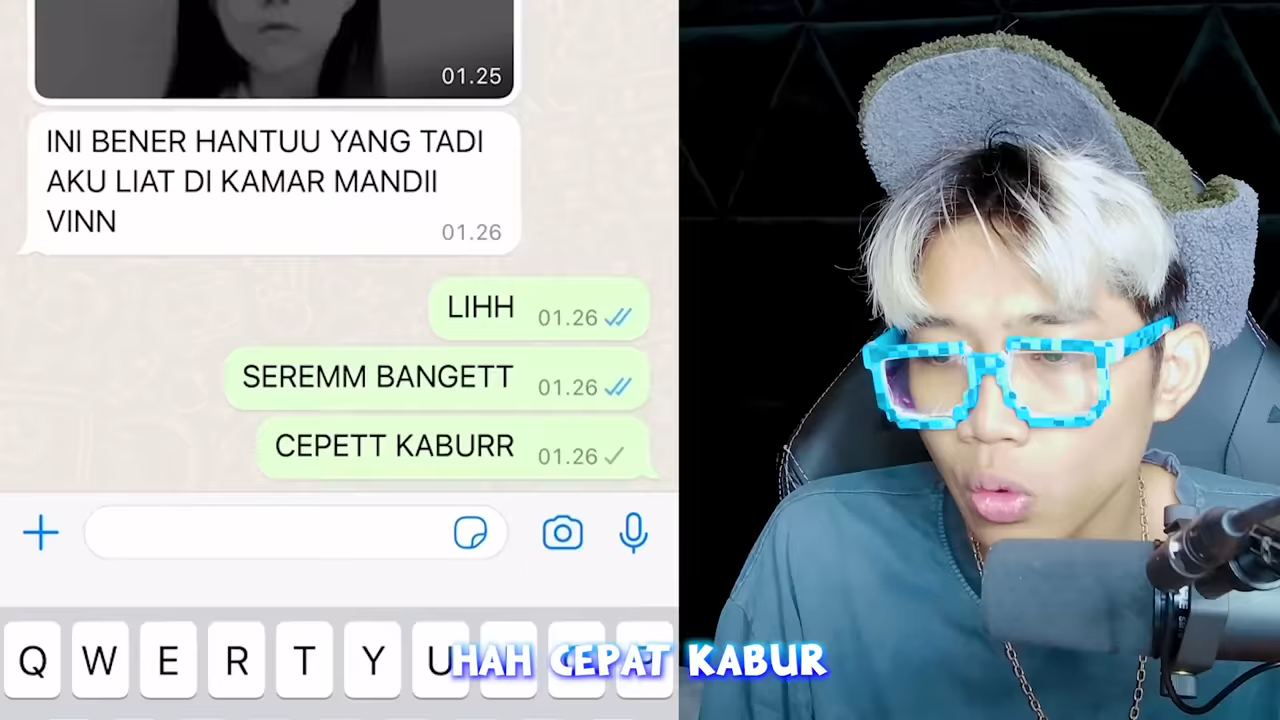 01.25
INI BENER HANTUU YANG TADI
AKU LIAT DI KAMAR MANDII
VINN
01.26
LIHH 01.26
SEREMM BANGETT 01.26
CEPETT KABURR 01.26
Q W E R T Y U
HAH CEPAT KABUR